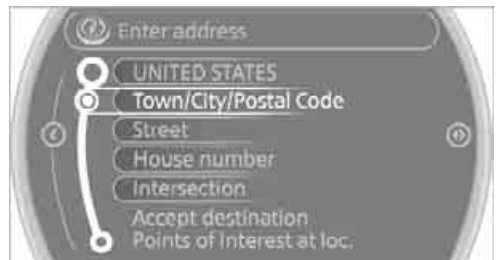 Enter address
UNITED STATES
Town/City/Postal Code
Street
House number
Intersection
Accept destination
Points of Interest at loc.